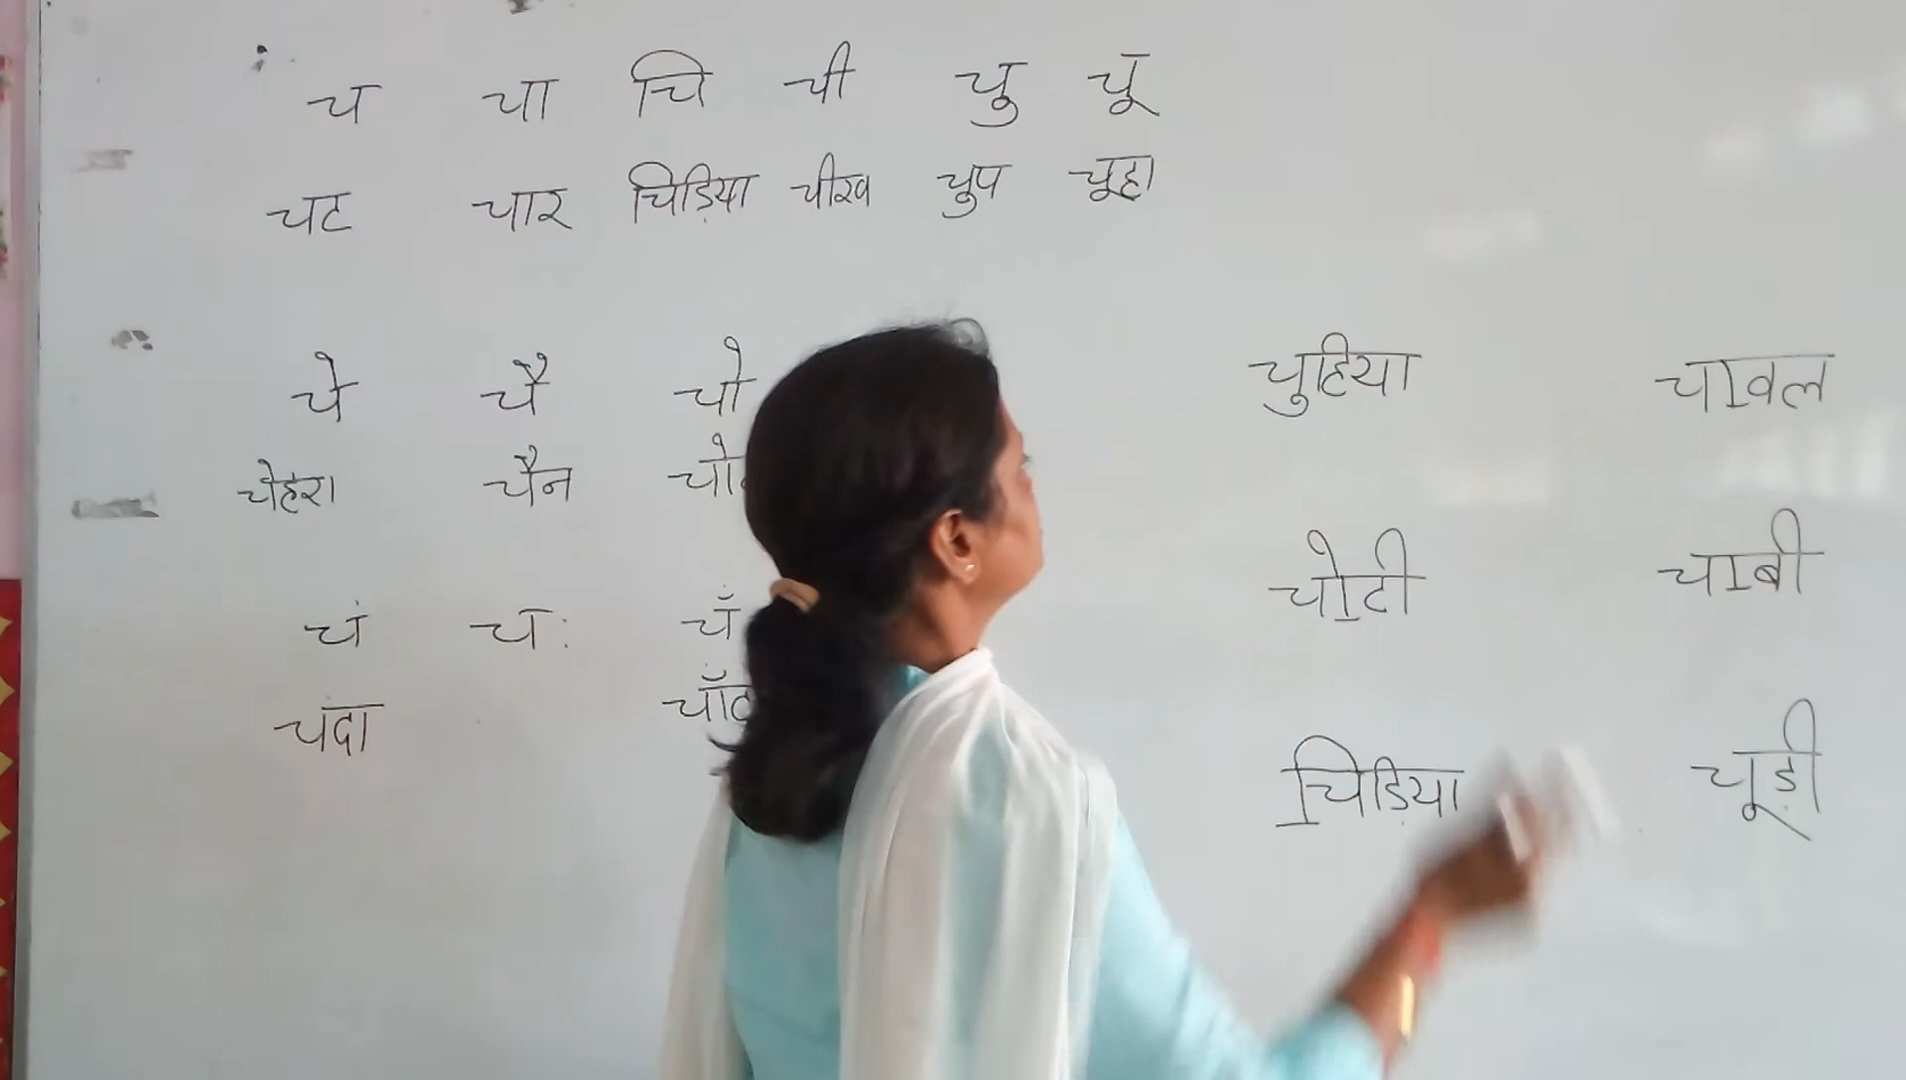 च चा चि ची चु चू
चट चार चिड़िया चीख चुप चूहा
चे चै चो
चेहरा चैन
चं च: चँ
चंदा
चुहिया चावल
चोटी चाबी
चिड़िया चूड़ी